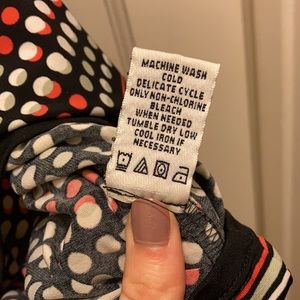 MACHINE WASH
COLD
DELICATE CYCLE
ONLY NON-CHLORINE
BLEACH
WHEN NEEDED
TUMBLE DRY LOW
COOL IRON IF
NECESSARY